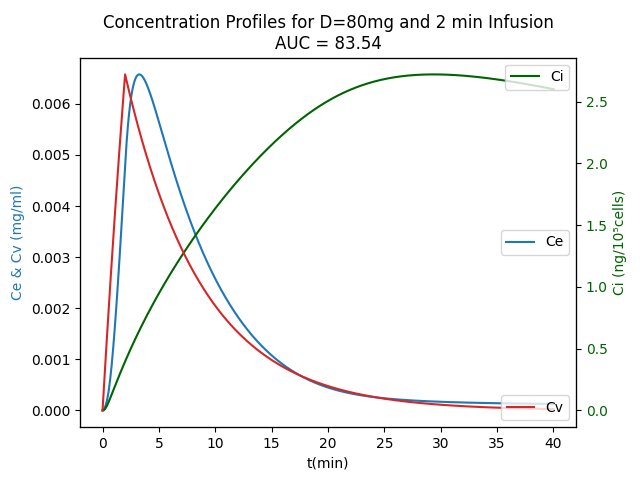 Concentration Profiles for D=80mg and 2 min Infusion
AUC = 83.54
Ce & Cv (mg/ml)
0.006
0.005
0.004
0.003
0.002
0.001
0.000
0
5
10
15
20
25
30
35
40
t(min)
Ci
Ce
Cv
2.5
2.0
1.5
1.0
0.5
0.0
Ci (ng/10⁵cells)